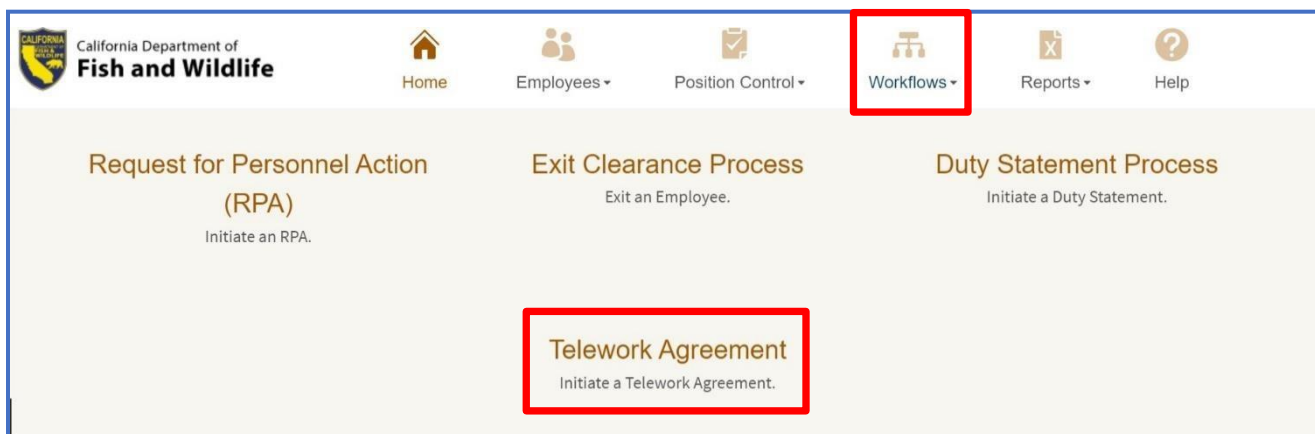 CALIFORNIA
California Department of
Fish and Wildlife
Home
Employees
Position Control
Workflows
Reports
Help
Request for Personnel Action
(RPA)
Initiate an RPA.
Exit Clearance Process
Exit an Employee.
Duty Statement Process
Initiate a Duty Statement.
Telework Agreement
Initiate a Telework Agreement.